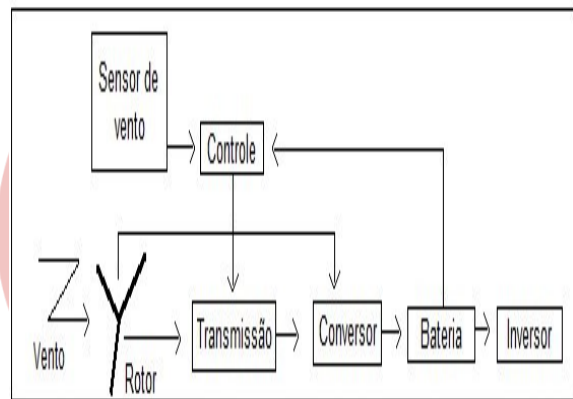 Sensor de
vento
Controle
Vento
Rotor
Transmissão
Conversor
Bateria
Inversor